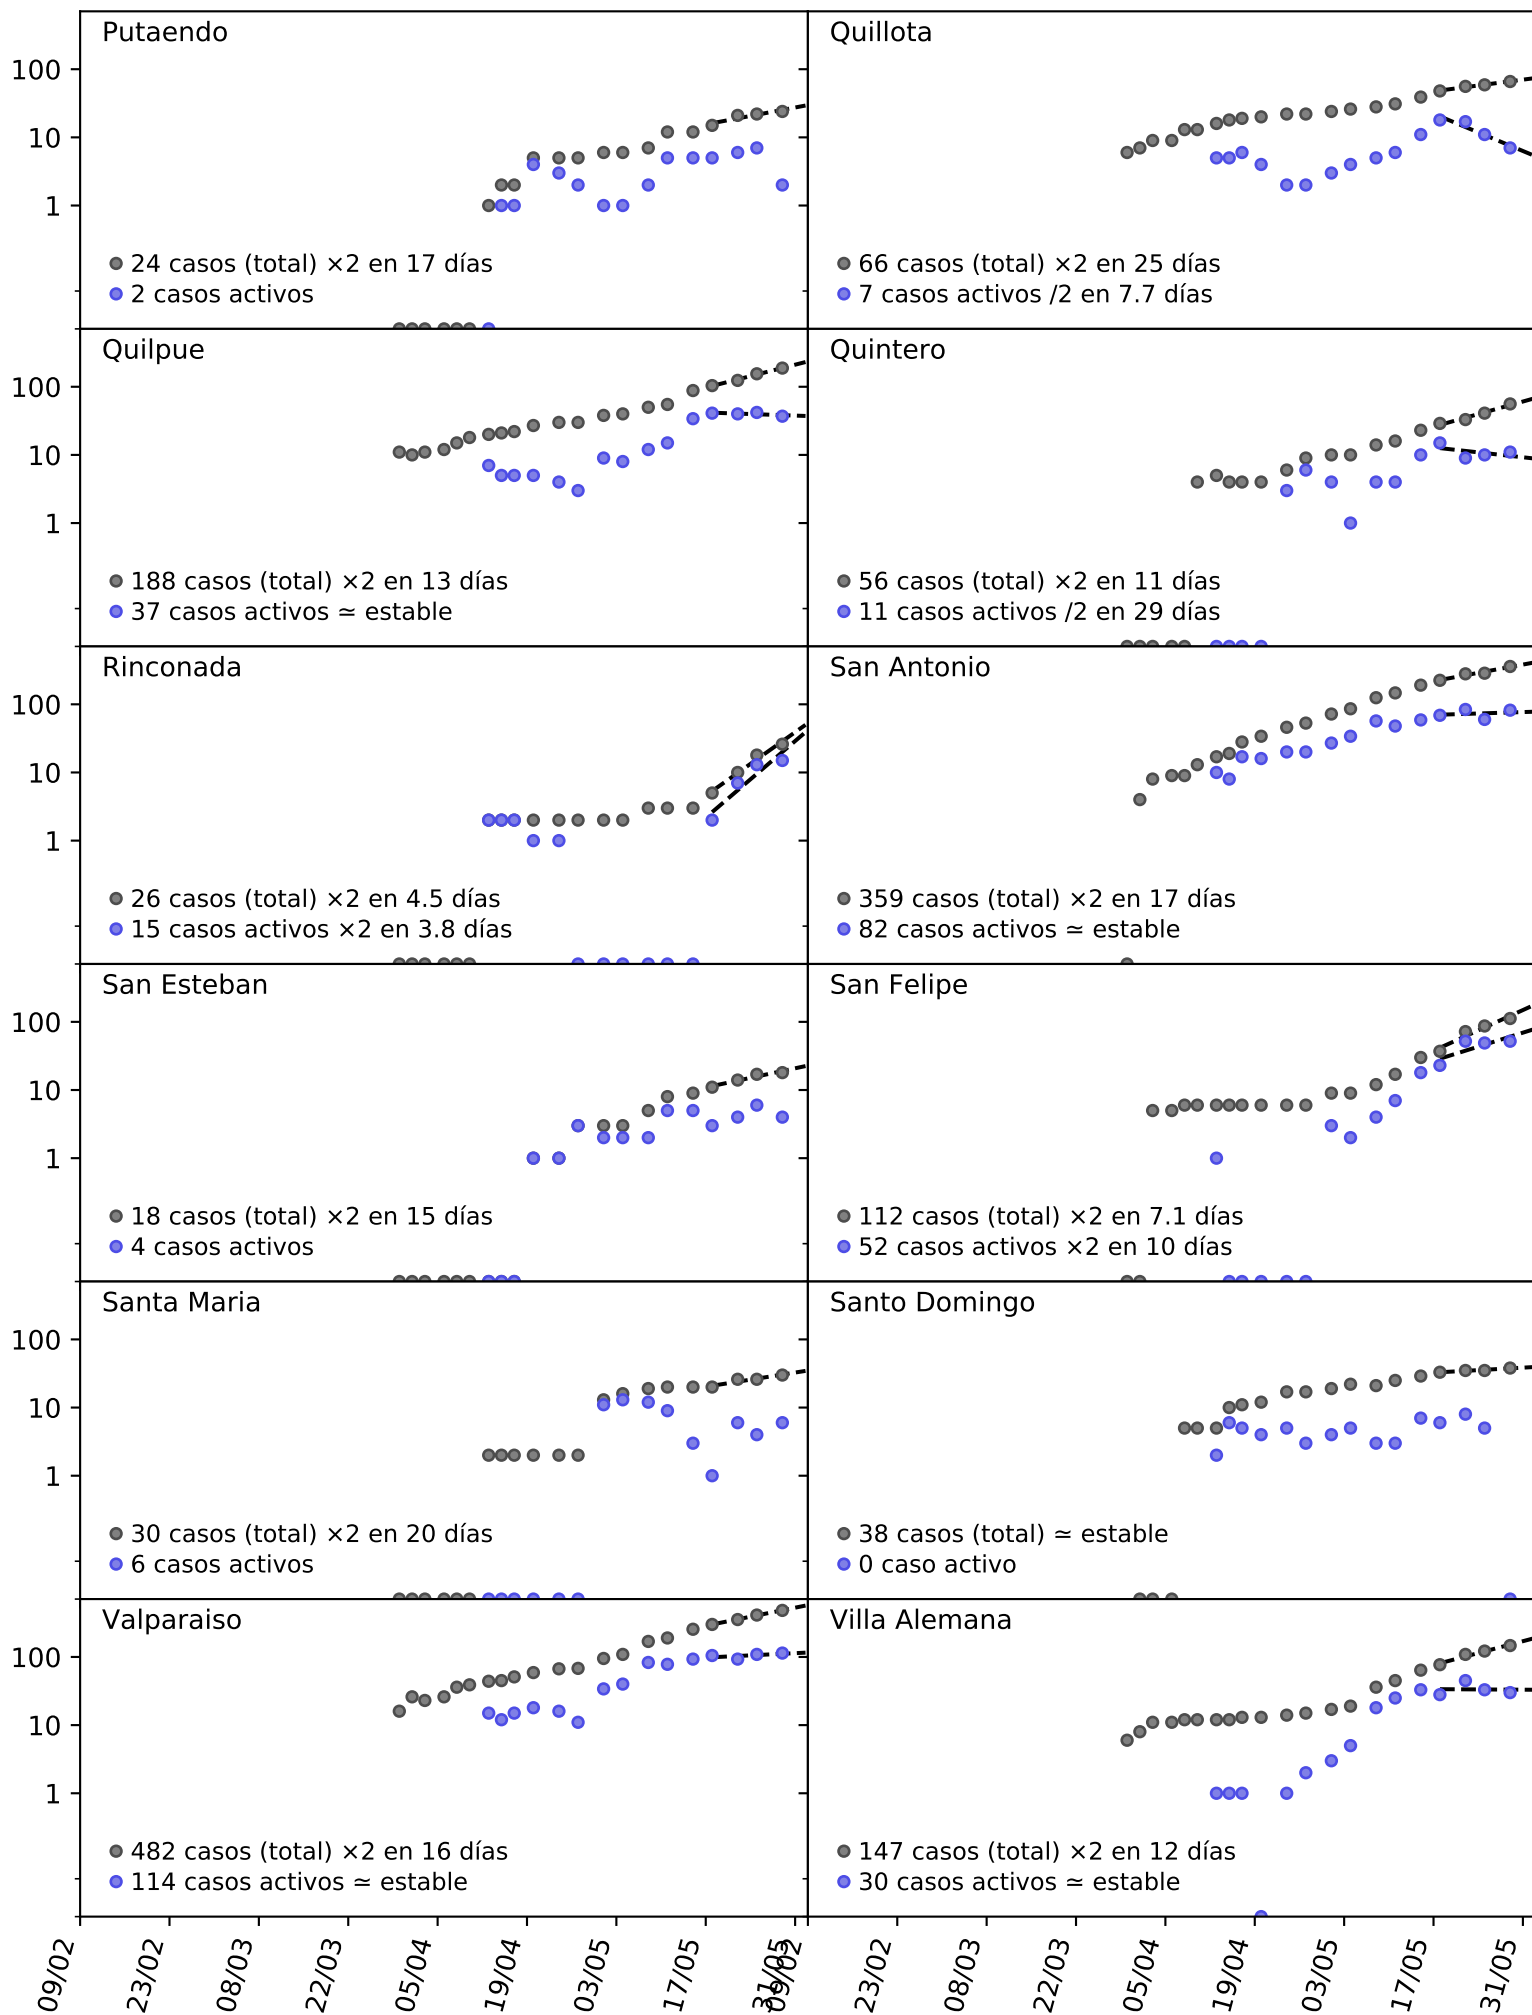 Putaendo
100
10
1
24 casos (total) ×2 en 17 días
2 casos activos
Quillota
66 casos (total) ×2 en 25 días
7 casos activos /2 en 7.7 días
Quilpue
100
10
1
188 casos (total) ×2 en 13 días
37 casos activos ≃ estable
Quintero
56 casos (total) ×2 en 11 días
11 casos activos /2 en 29 días
Rinconada
100
10
1
26 casos (total) ×2 en 4.5 días
15 casos activos ×2 en 3.8 días
San Antonio
359 casos (total) ×2 en 17 días
82 casos activos ≃ estable
San Esteban
100
10
1
18 casos (total) ×2 en 15 días
4 casos activos
San Felipe
112 casos (total) ×2 en 7.1 días
52 casos activos ×2 en 10 días
Santa Maria
100
10
1
30 casos (total) ×2 en 20 días
6 casos activos
Santo Domingo
38 casos (total) ≃ estable
0 caso activo
Valparaiso
100
10
1
482 casos (total) ×2 en 16 días
114 casos activos ≃ estable
Villa Alemana
147 casos (total) ×2 en 12 días
30 casos activos ≃ estable
09/02
23/02
08/03
22/03
05/04
19/04
03/05
17/05
31/05
09/02
23/02
08/03
22/03
05/04
19/04
03/05
17/05
31/05